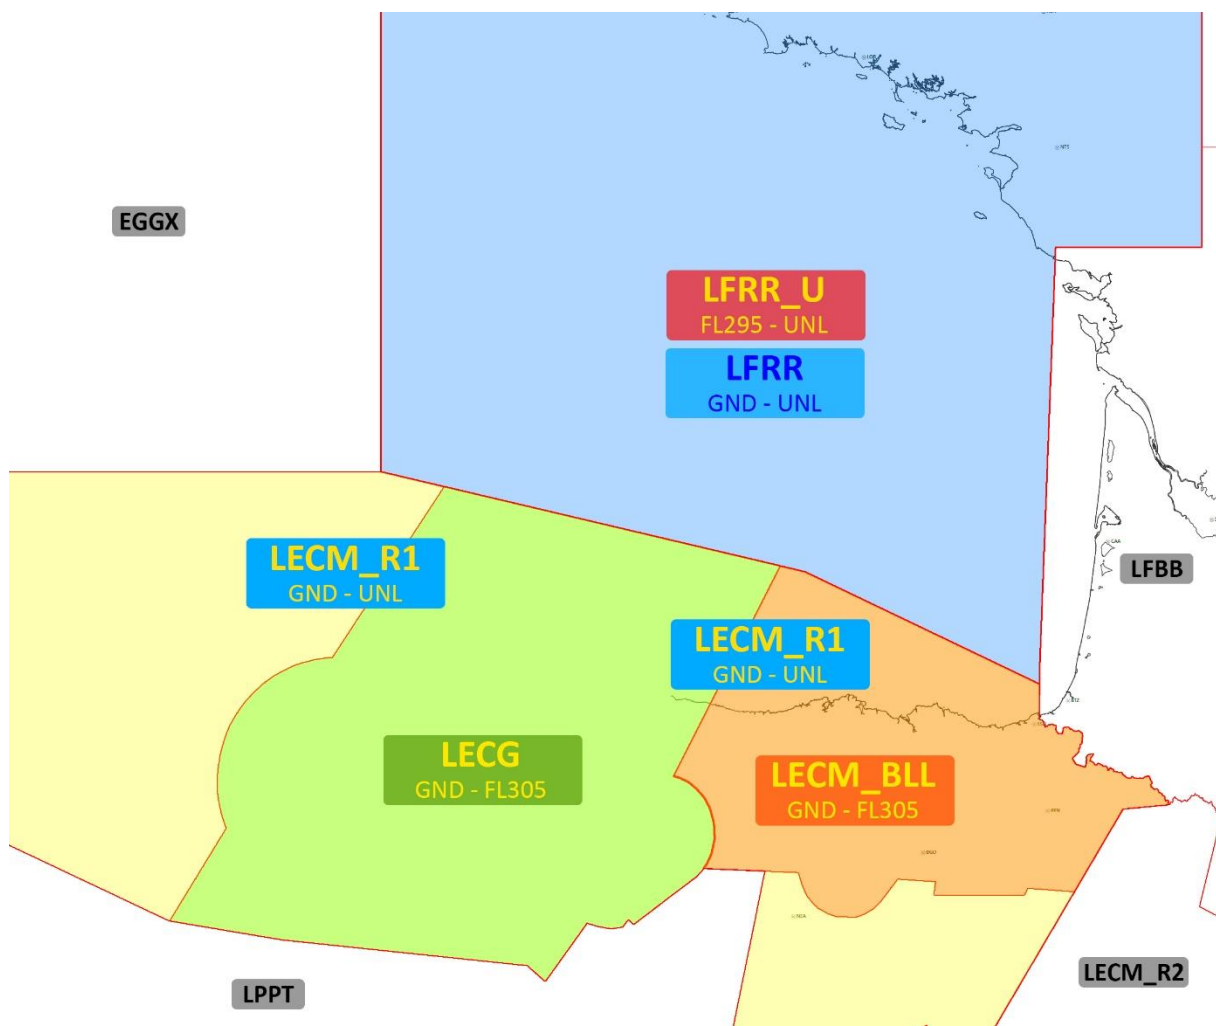 EGGX
LFRR_U
FL295 - UNL
LFRR
GND - UNL
LECM_R1
GND - UNL
LFBB
LECM_R1
GND - UNL
LECG
GND - FL305
LECM_BLL
GND - FL305
LPPT
LECM_R2